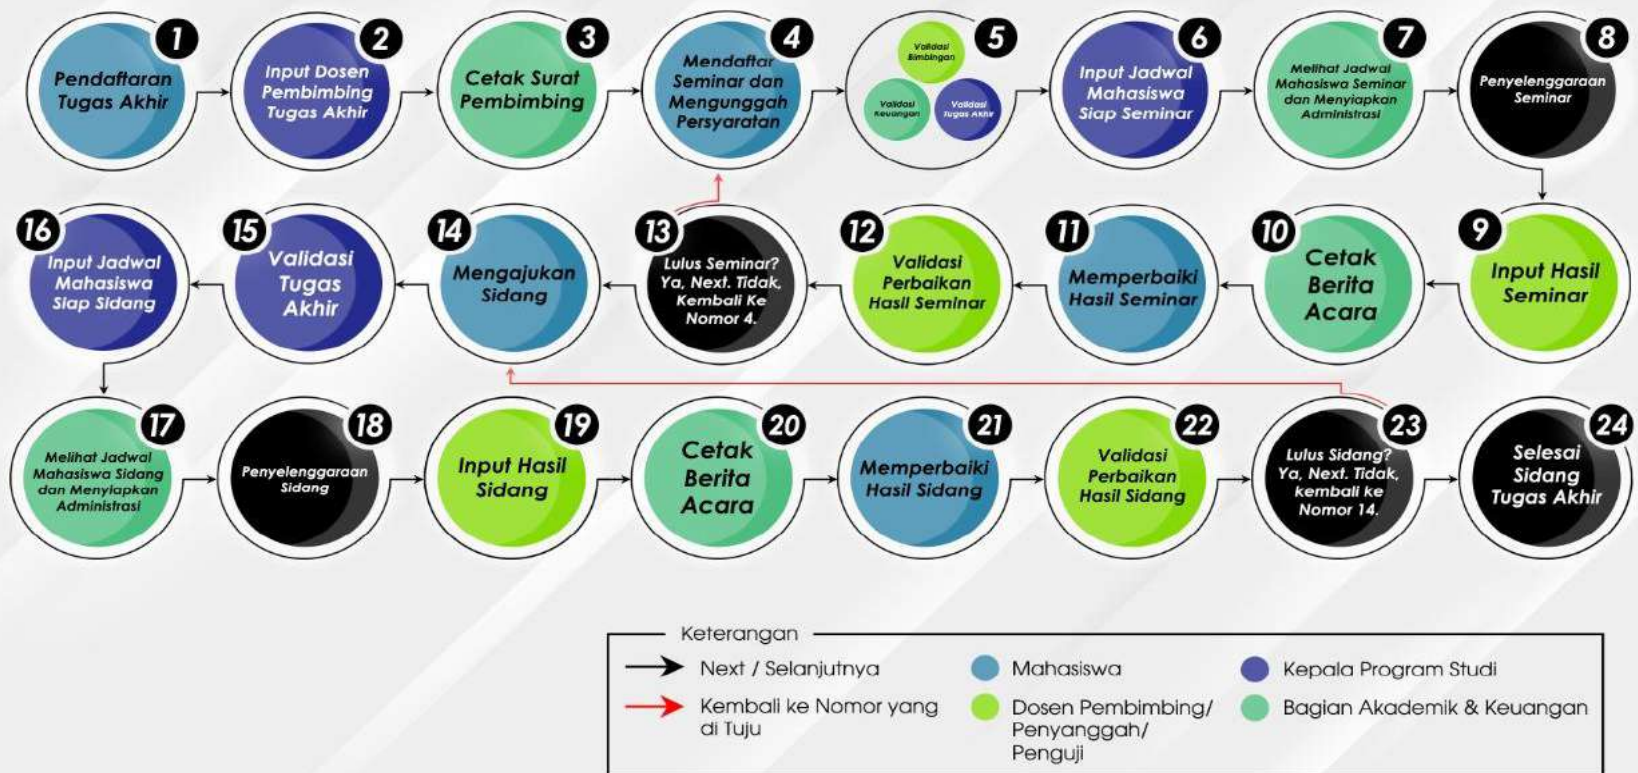 1
Pendaftaran
Tugas Akhir
2
Input Dosen
Pembimbing
Tugas Akhir
3
Cetak Surat
Pembimbing
4
Mendaftar
Seminar dan
Mengunggah
Persyaratan
5
Validasi
Bimbingan
Validasi
Keuangan
Validasi
Tugas Akhir
6
Input Jadwal
Mahasiswa
Siap Seminar
7
Melihat Jadwal
Mahasiswa Seminar
dan Menyiapkan
Administrasi
8
Penyelenggaraan
Seminar
9
Input Hasil
Seminar
10
Cetak
Berita
Acara
11
Memperbaiki
Hasil Seminar
12
Validasi
Perbaikan
Hasil Seminar
13
Lulus Seminar?
Ya, Next. Tidak,
Kembali Ke
Nomor 4.
14
Mengajukan
Sidang
15
Validasi
Tugas
Akhir
16
Input Jadwal
Mahasiswa
Siap Sidang
17
Melihat Jadwal
Mahasiswa Sidang
dan Menyiapkan
Administrasi
18
Penyelenggaraan
Sidang
19
Input Hasil
Sidang
20
Cetak
Berita
Acara
21
Memperbaiki
Hasil Sidang
22
Validasi
Perbaikan
Hasil Sidang
23
Lulus Sidang?
Ya, Next. Tidak,
kembali ke
Nomor 14.
24
Selesai
Sidang
Tugas Akhir
Keterangan
Next / Selanjutnya
Kembali ke Nomor yang
di Tuju
Mahasiswa
Dosen Pembimbing/
Penyanggah/
Penguji
Kepala Program Studi
Bagian Akademik & Keuangan